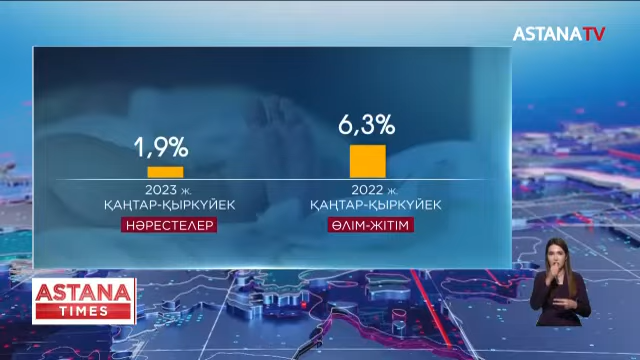 ASTANATV
1,9%
6,3%
2023 ж.
ҚАҢТАР-ҚЫРКҮЙЕК
НӘРЕСТЕЛЕР
2022 ж.
ҚАҢТАР-ҚЫРКҮЙЕК
ӨЛІМ-ЖІТІМ
ASTANA
TIMES